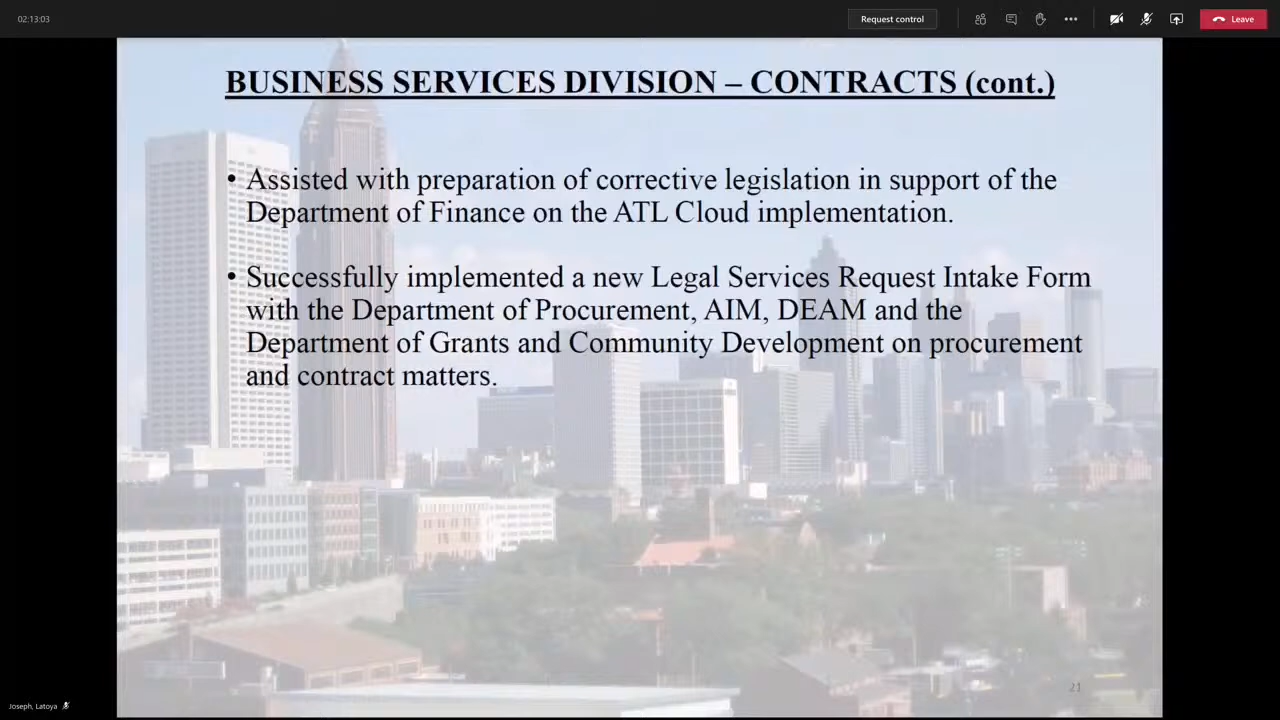 02:13:03
Request control
Leave
BUSINESS SERVICES DIVISION – CONTRACTS (cont.)
• Assisted with preparation of corrective legislation in support of the
Department of Finance on the ATL Cloud implementation.
• Successfully implemented a new Legal Services Request Intake Form
with the Department of Procurement, AIM, DEAM and the
Department of Grants and Community Development on procurement
and contract matters.
21
Joseph, Latoya